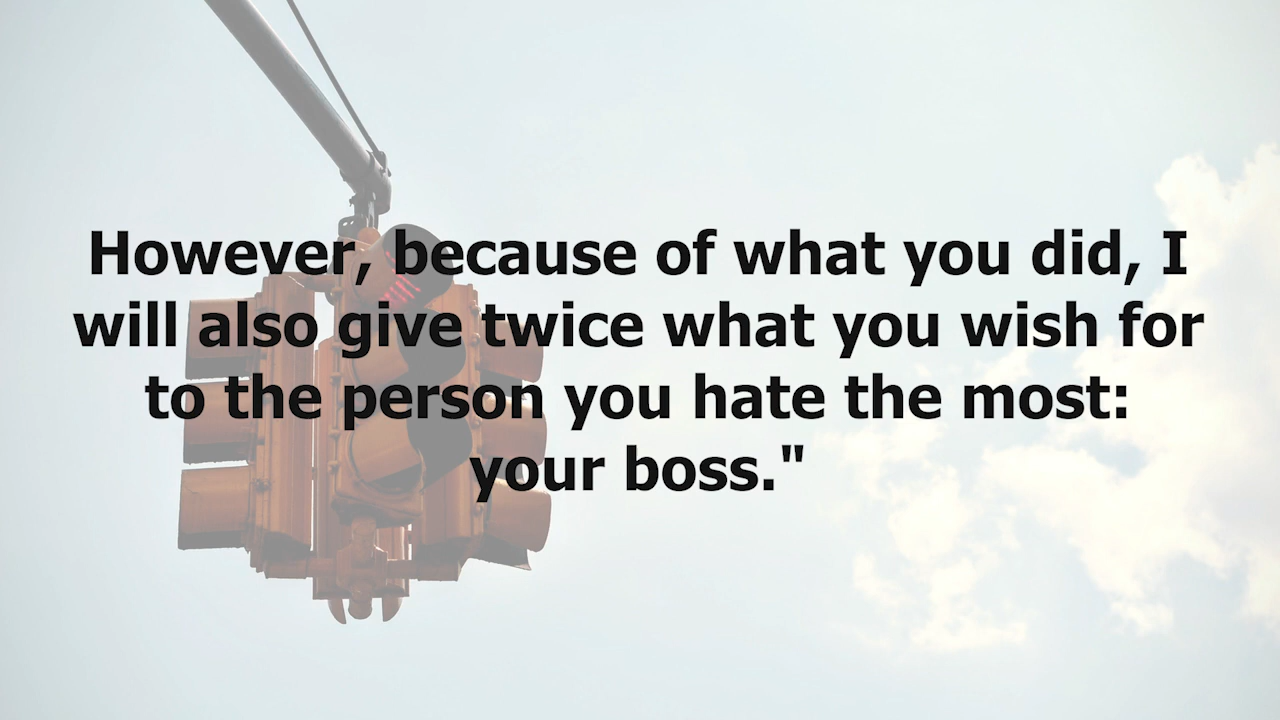 However, because of what you did, I
will also give twice what you wish for
to the person you hate the most:
your boss."